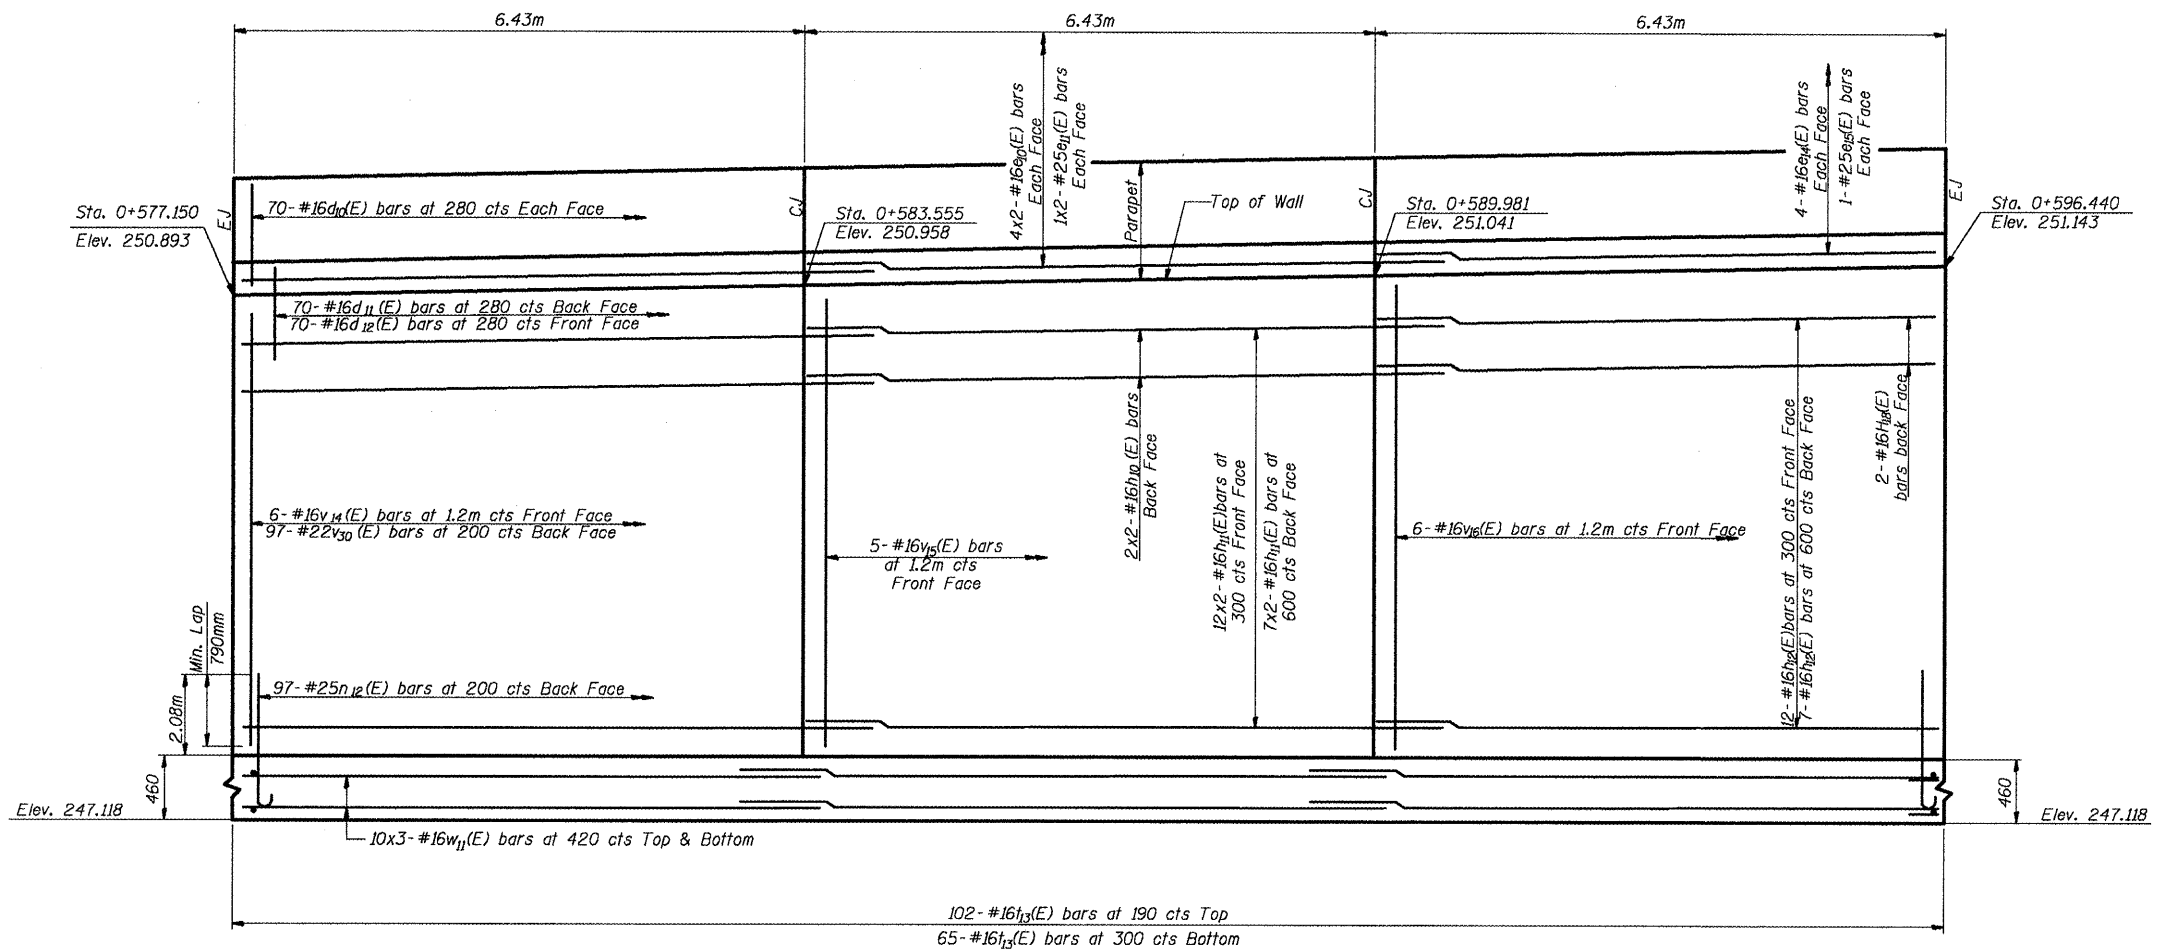 6.43m
6.43m
6.43m
4x2-#16e10(E) bars
Each Face
1x2-#25e11(E) bars
Each Face
4-#16e14(E) bars
Each Face
1-#25e15(E) bars
Each Face
EJ
CJ
CJ
EJ
70-#16d10(E) bars at 280 cts Each Face
Parapet
Top of Wall
Sta. 0+577.150
Elev. 250.893
Sta. 0+583.555
Elev. 250.958
Sta. 0+589.981
Elev. 251.041
Sta. 0+596.440
Elev. 251.143
70-#16d11(E) bars at 280 cts Back Face
70-#16d12(E) bars at 280 cts Front Face
6-#16v14(E) bars at 1.2m cts Front Face
97-#22v30(E) bars at 200 cts Back Face
5-#16v15(E) bars
at 1.2m cts
Front Face
2x2-#16h10(E) bars
Back Face
12x2-#16h11(E)bars at
300 cts Front Face
7x2-#16h11(E) bars at
600 cts Back Face
6-#16v16(E) bars at 1.2m cts Front Face
12-#16h12(E)bars at 300 cts Front Face
7-#16h12(E) bars at 600 cts Back Face
2-#16H18(E)
bars back Face
Min. Lap
790mm
2.08m
97-#25n12(E) bars at 200 cts Back Face
460
460
Elev. 247.118
Elev. 247.118
10x3-#16w11(E) bars at 420 cts Top & Bottom
102-#16t13(E) bars at 190 cts Top
65-#16t13(E) bars at 300 cts Bottom